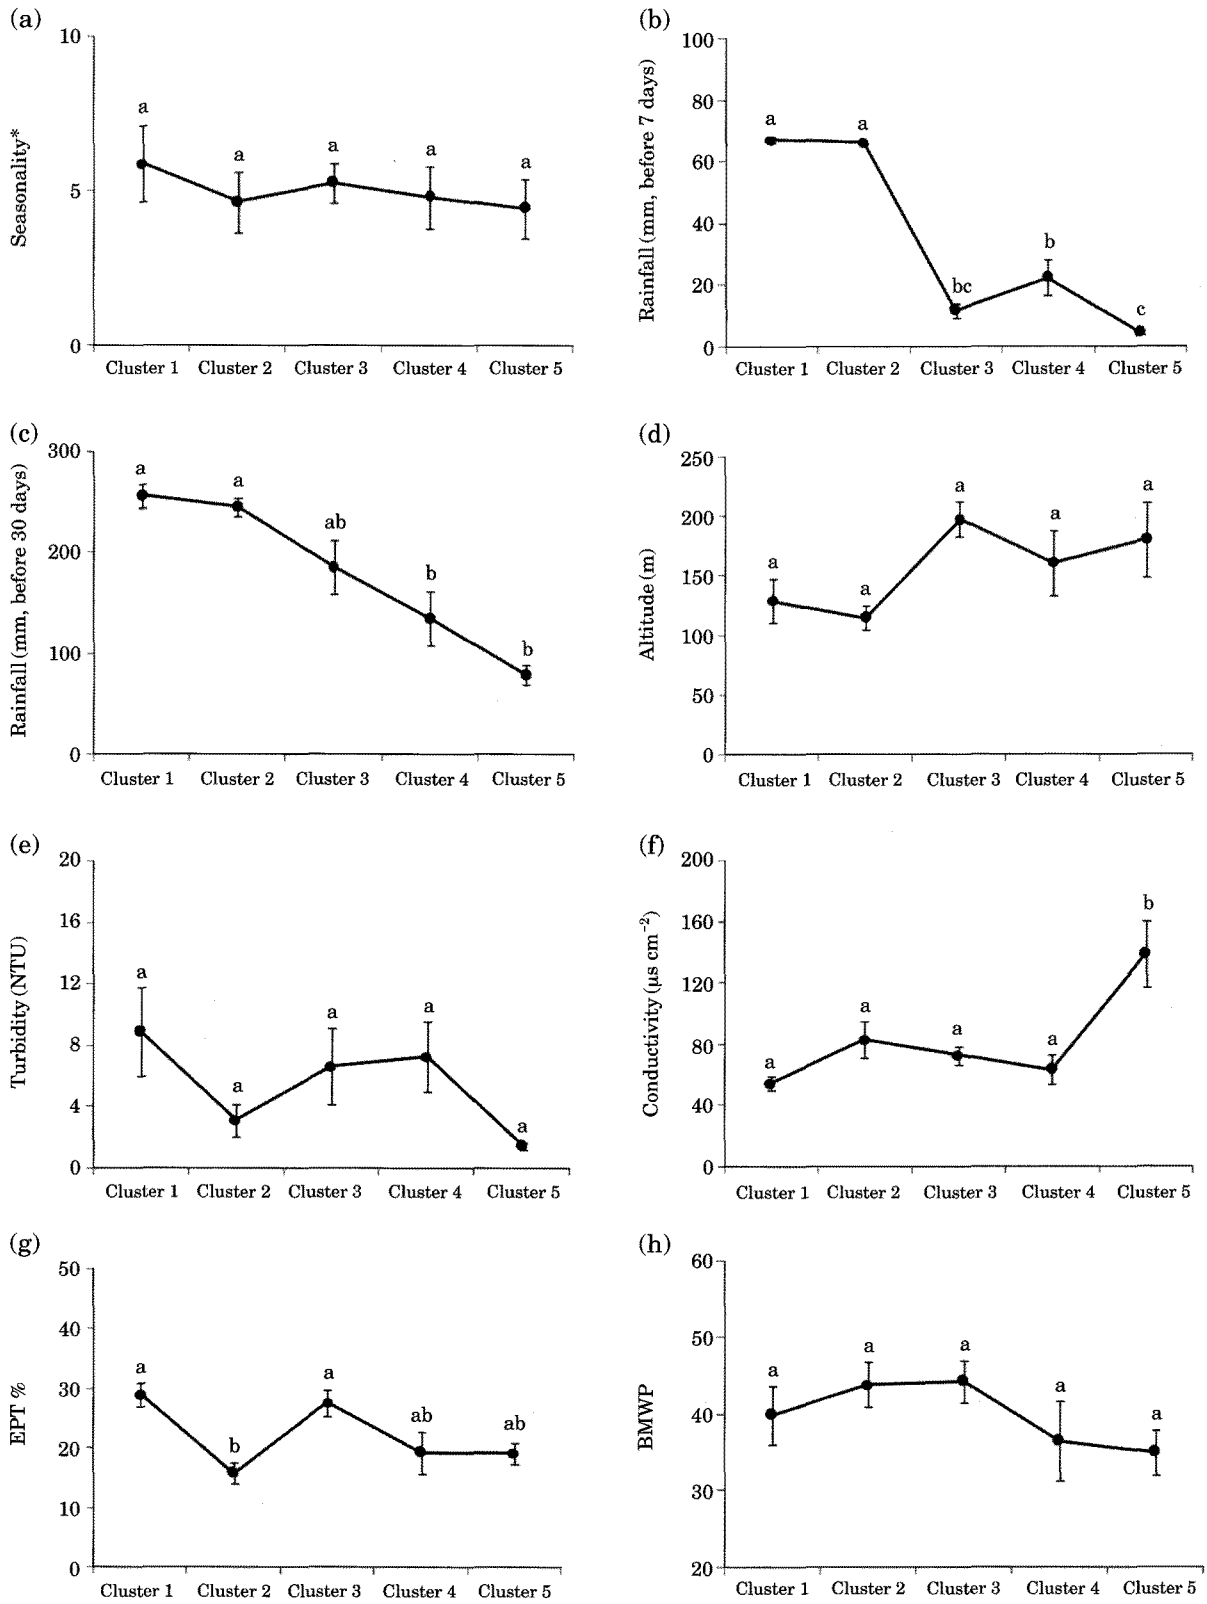 (a)
10
5
0
Seasonality*
a
a
a
a
a
Cluster 1 Cluster 2 Cluster 3 Cluster 4 Cluster 5
(b)
100
80
60
40
20
0
Rainfall (mm, before 7 days)
a
a
bc
b
c
Cluster 1 Cluster 2 Cluster 3 Cluster 4 Cluster 5
(c)
300
200
100
0
Rainfall (mm, before 30 days)
a
a
ab
b
b
Cluster 1 Cluster 2 Cluster 3 Cluster 4 Cluster 5
(d)
250
200
150
100
50
0
Altitude (m)
a
a
a
a
a
Cluster 1 Cluster 2 Cluster 3 Cluster 4 Cluster 5
(e)
20
16
12
8
4
0
Turbidity (NTU)
a
a
a
a
a
Cluster 1 Cluster 2 Cluster 3 Cluster 4 Cluster 5
(f)
200
160
120
80
40
0
Conductivity (µs cm⁻²)
a
a
a
a
b
Cluster 1 Cluster 2 Cluster 3 Cluster 4 Cluster 5
(g)
50
40
30
20
10
0
EPT %
a
b
a
ab
ab
Cluster 1 Cluster 2 Cluster 3 Cluster 4 Cluster 5
(h)
60
50
40
30
20
BMWP
a
a
a
a
a
Cluster 1 Cluster 2 Cluster 3 Cluster 4 Cluster 5